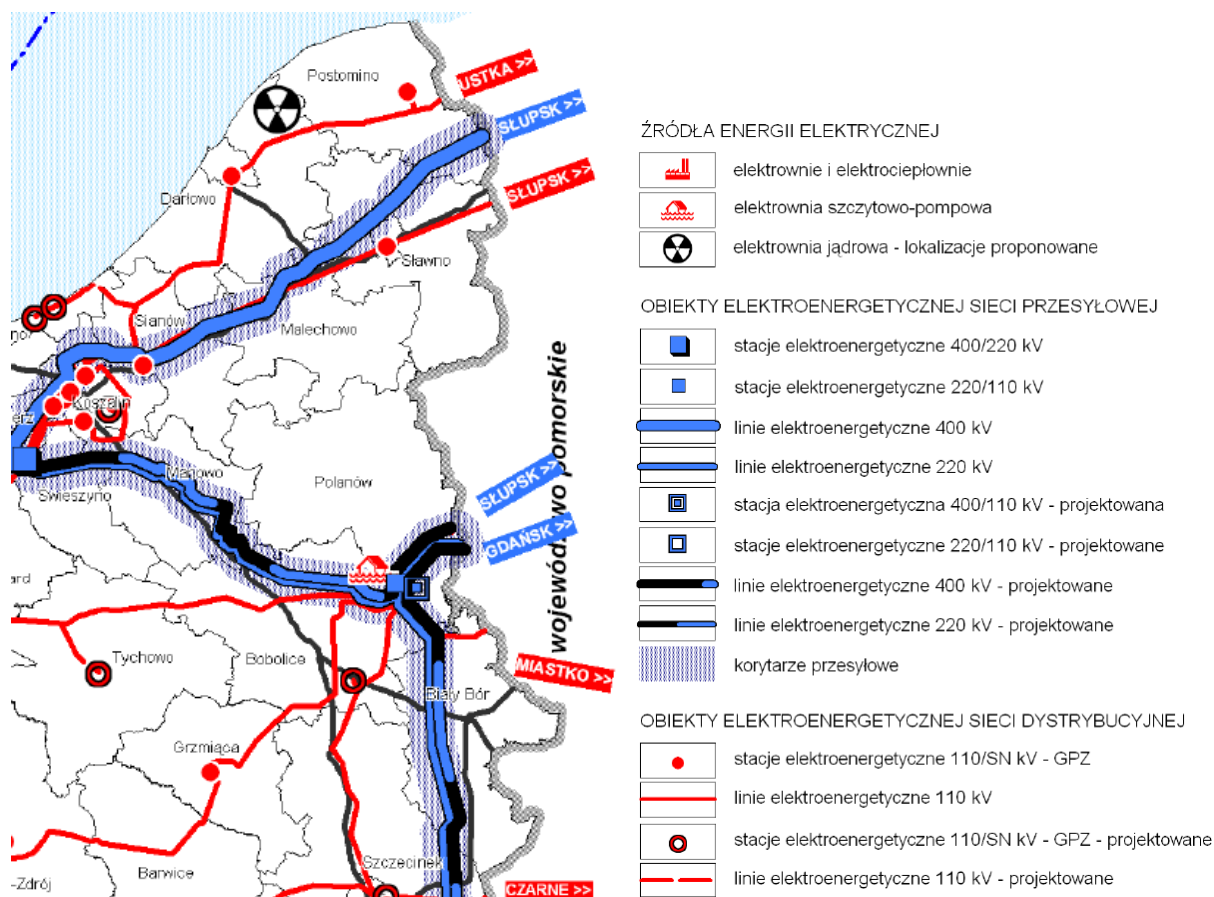 Postomino
USTKA >>
SŁUPSK >>
Darłowo
SŁUPSK >>
Sławno
Sianów
Malechowo
Koszalin
województwo pomorskie
Manowo
Świeszyno
Polanów
SŁUPSK >>
GDAŃSK >>
Tychowo
Bobolice
MIASTKO >>
Biały Bór
Grzmiąca
Szczecinek
Barwice
-Zdrój
CZARNE >>
ŹRÓDŁA ENERGII ELEKTRYCZNEJ
elektrownie i elektrociepłownie
elektrownia szczytowo-pompowa
elektrownia jądrowa - lokalizacje proponowane
OBIEKTY ELEKTROENERGETYCZNEJ SIECI PRZESYŁOWEJ
stacje elektroenergetyczne 400/220 kV
stacje elektroenergetyczne 220/110 kV
linie elektroenergetyczne 400 kV
linie elektroenergetyczne 220 kV
stacja elektroenergetyczne 400/110 kV - projektowana
stacje elektroenergetyczne 220/110 kV - projektowane
linie elektroenergetyczne 400 kV - projektowane
linie elektroenergetyczne 220 kV - projektowane
korytarze przesyłowe
OBIEKTY ELEKTROENERGETYCZNEJ SIECI DYSTRYBUCYJNEJ
stacje elektroenergetyczne 110/SN kV - GPZ
linie elektroenergetyczne 110 kV
stacje elektroenergetyczne 110/SN kV - GPZ - projektowane
linie elektroenergetyczne 110 kV - projektowane